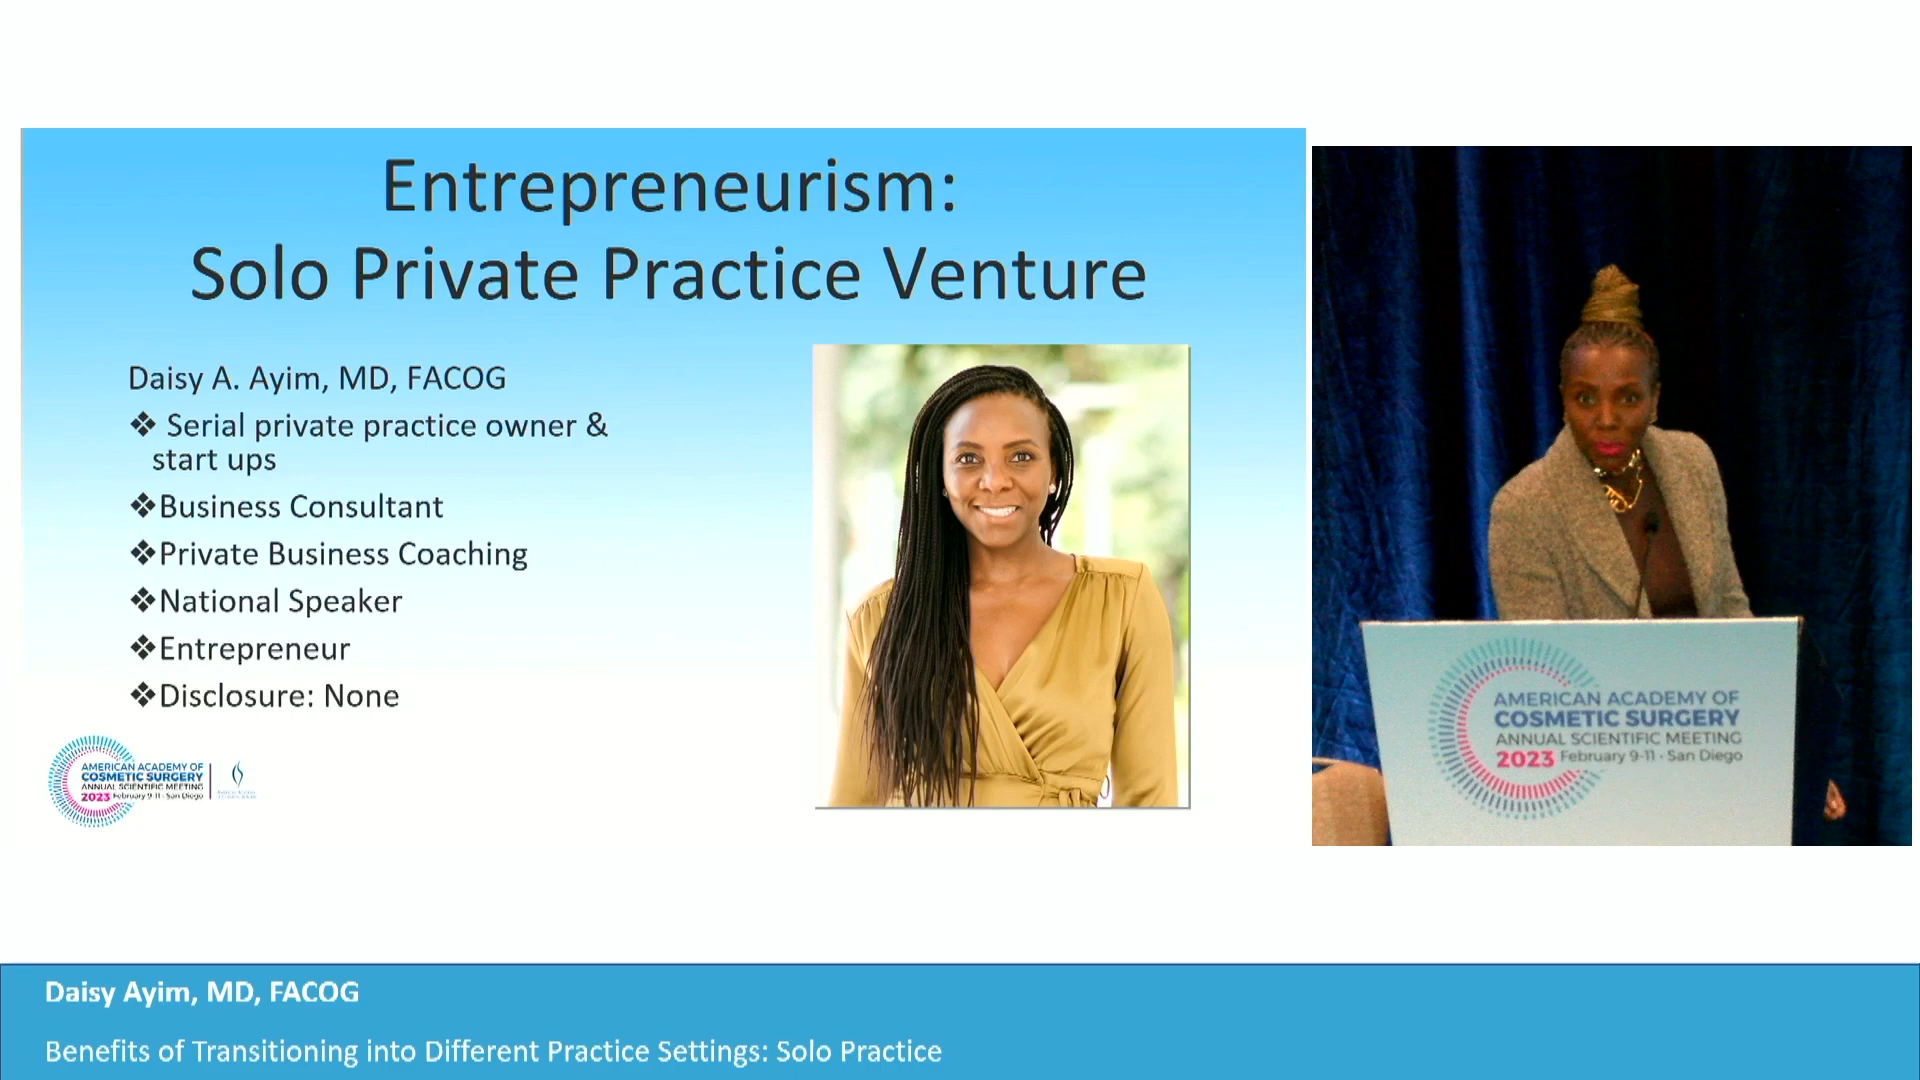 Entrepreneurism:
Solo Private Practice Venture
Daisy A. Ayim, MD, FACOG
❖ Serial private practice owner &
start ups
❖Business Consultant
❖Private Business Coaching
❖National Speaker
❖Entrepreneur
❖Disclosure: None
AMERICAN ACADEMY OF
COSMETIC SURGERY
ANNUAL SCIENTIFIC MEETING
2023 February 9-11 · San Diego
AMERICAN ACADEMY OF
COSMETIC SURGERY
ANNUAL SCIENTIFIC MEETING
2023 February 9-11 · San Diego
Daisy Ayim, MD, FACOG
Benefits of Transitioning into Different Practice Settings: Solo Practice